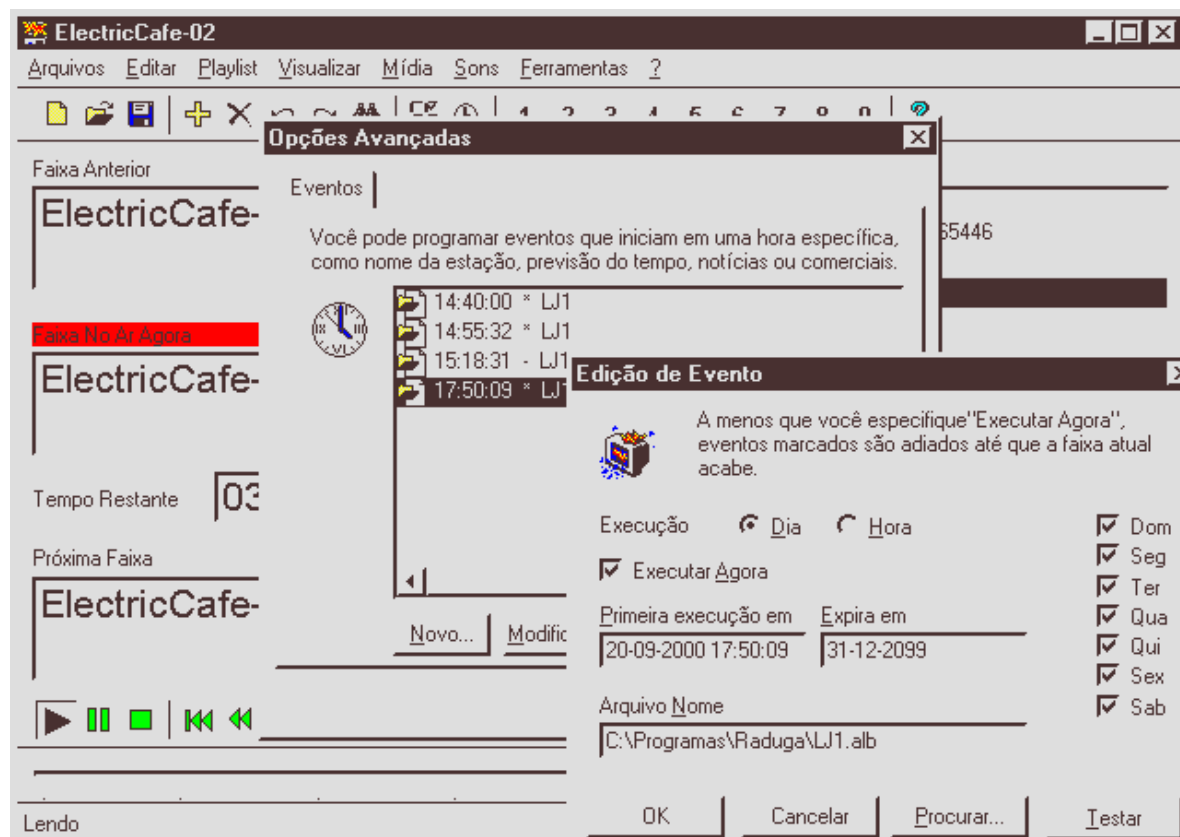 ElectricCafe-02
Arquivos Editar Playlist Visualizar Mídia Sons Ferramentas ?
Opções Avançadas
Faixa Anterior
ElectricCafe-
Eventos
Você pode programar eventos que iniciam em uma hora específica,
como nome da estação, previsão do tempo, notícias ou comerciais.
65446
14:40:00 * LJ1
14:55:32 * LJ1
15:18:31 - LJ1
17:50:09 * LJ1
Faixa No Ar Agora
ElectricCafe-
Tempo Restante 03
Próxima Faixa
ElectricCafe-
Novo... Modific
Edição de Evento
A menos que você especifique"Executar Agora",
eventos marcados são adiados até que a faixa atual
acabe.
Execução Dia Hora
Executar Agora
Primeira execução em Expira em
20-09-2000 17:50:09 31-12-2099
Arquivo Nome
C:\Programas\Raduga\LJ1.alb
Dom
Seg
Ter
Qua
Qui
Sex
Sab
OK Cancelar Procurar... Testar
Lendo